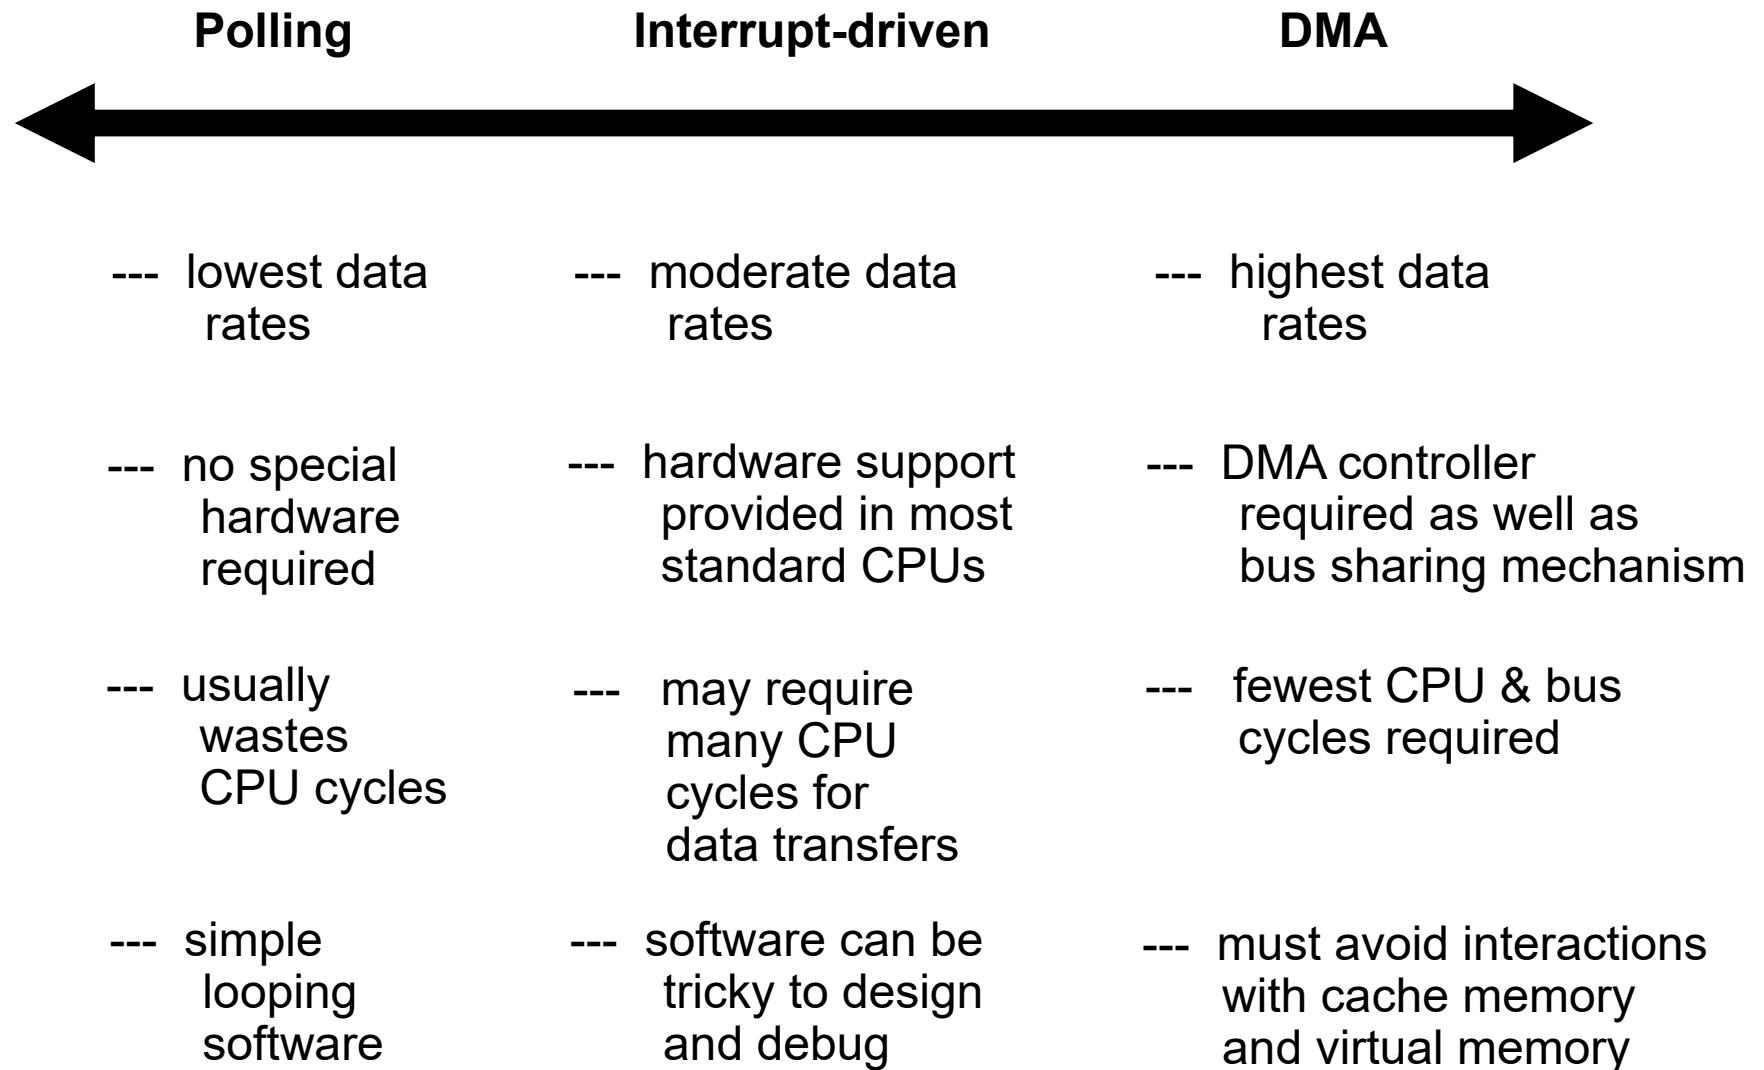 Polling
Interrupt-driven
DMA
--- lowest data
rates
--- moderate data
rates
--- highest data
rates
--- no special
hardware
required
--- hardware support
provided in most
standard CPUs
--- DMA controller
required as well as
bus sharing mechanism
--- usually
wastes
CPU cycles
--- may require
many CPU
cycles for
data transfers
--- fewest CPU & bus
cycles required
--- simple
looping
software
--- software can be
tricky to design
and debug
--- must avoid interactions
with cache memory
and virtual memory